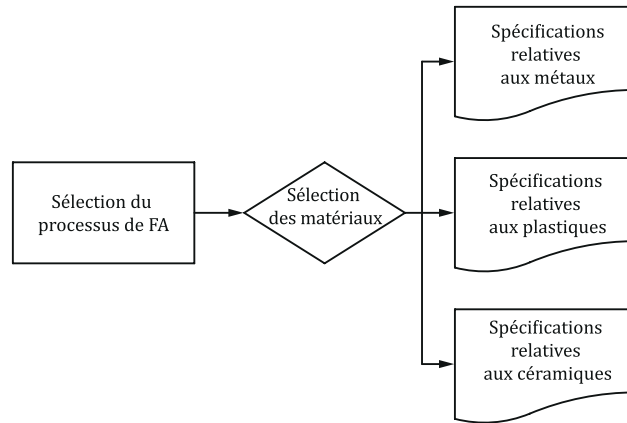 Spécifications
relatives
aux métaux
Sélection du
processus de FA
Sélection
des matériaux
Spécifications
relatives
aux plastiques
Spécifications
relatives
aux céramiques